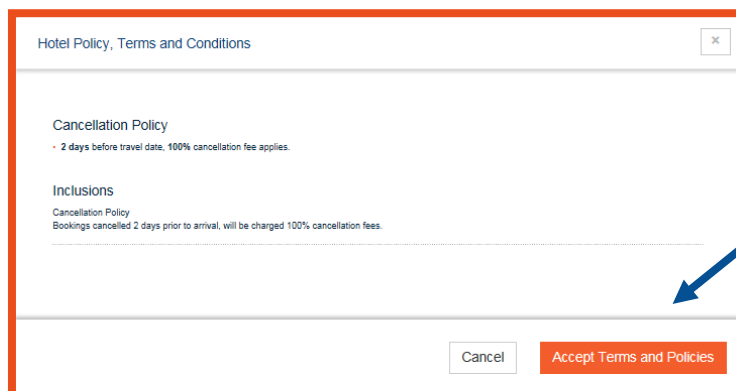 Hotel Policy, Terms and Conditions
×
Cancellation Policy
- 2 days before travel date, 100% cancellation fee applies.
Inclusions
Cancellation Policy
Bookings cancelled 2 days prior to arrival, will be charged 100% cancellation fees.
Cancel
Accept Terms and Policies